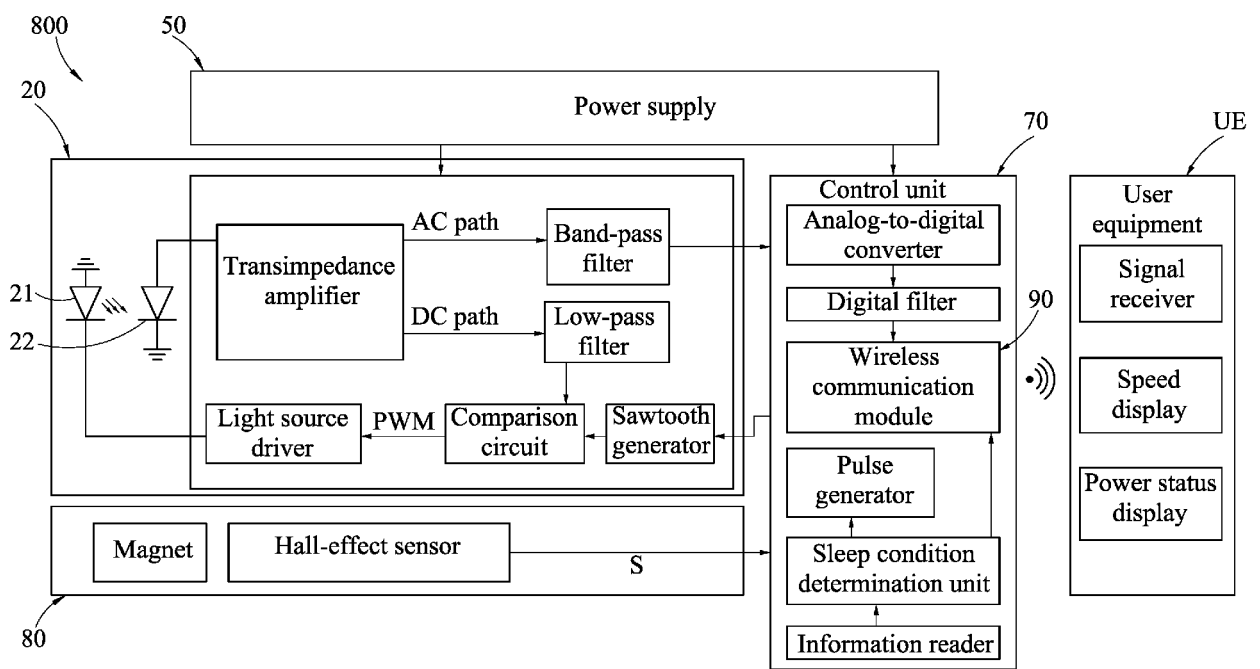 800
50
20
Power supply
70
UE
Control unit
Analog-to-digital
converter
Digital filter
90
Wireless
communication
module
Pulse
generator
Sleep condition
determination unit
Information reader
User
equipment
Signal
receiver
Speed
display
Power status
display
AC path
Band-pass
filter
Transimpedance
amplifier
DC path
Low-pass
filter
21
22
Light source
driver
PWM
Comparison
circuit
Sawtooth
generator
Magnet
Hall-effect sensor
S
80